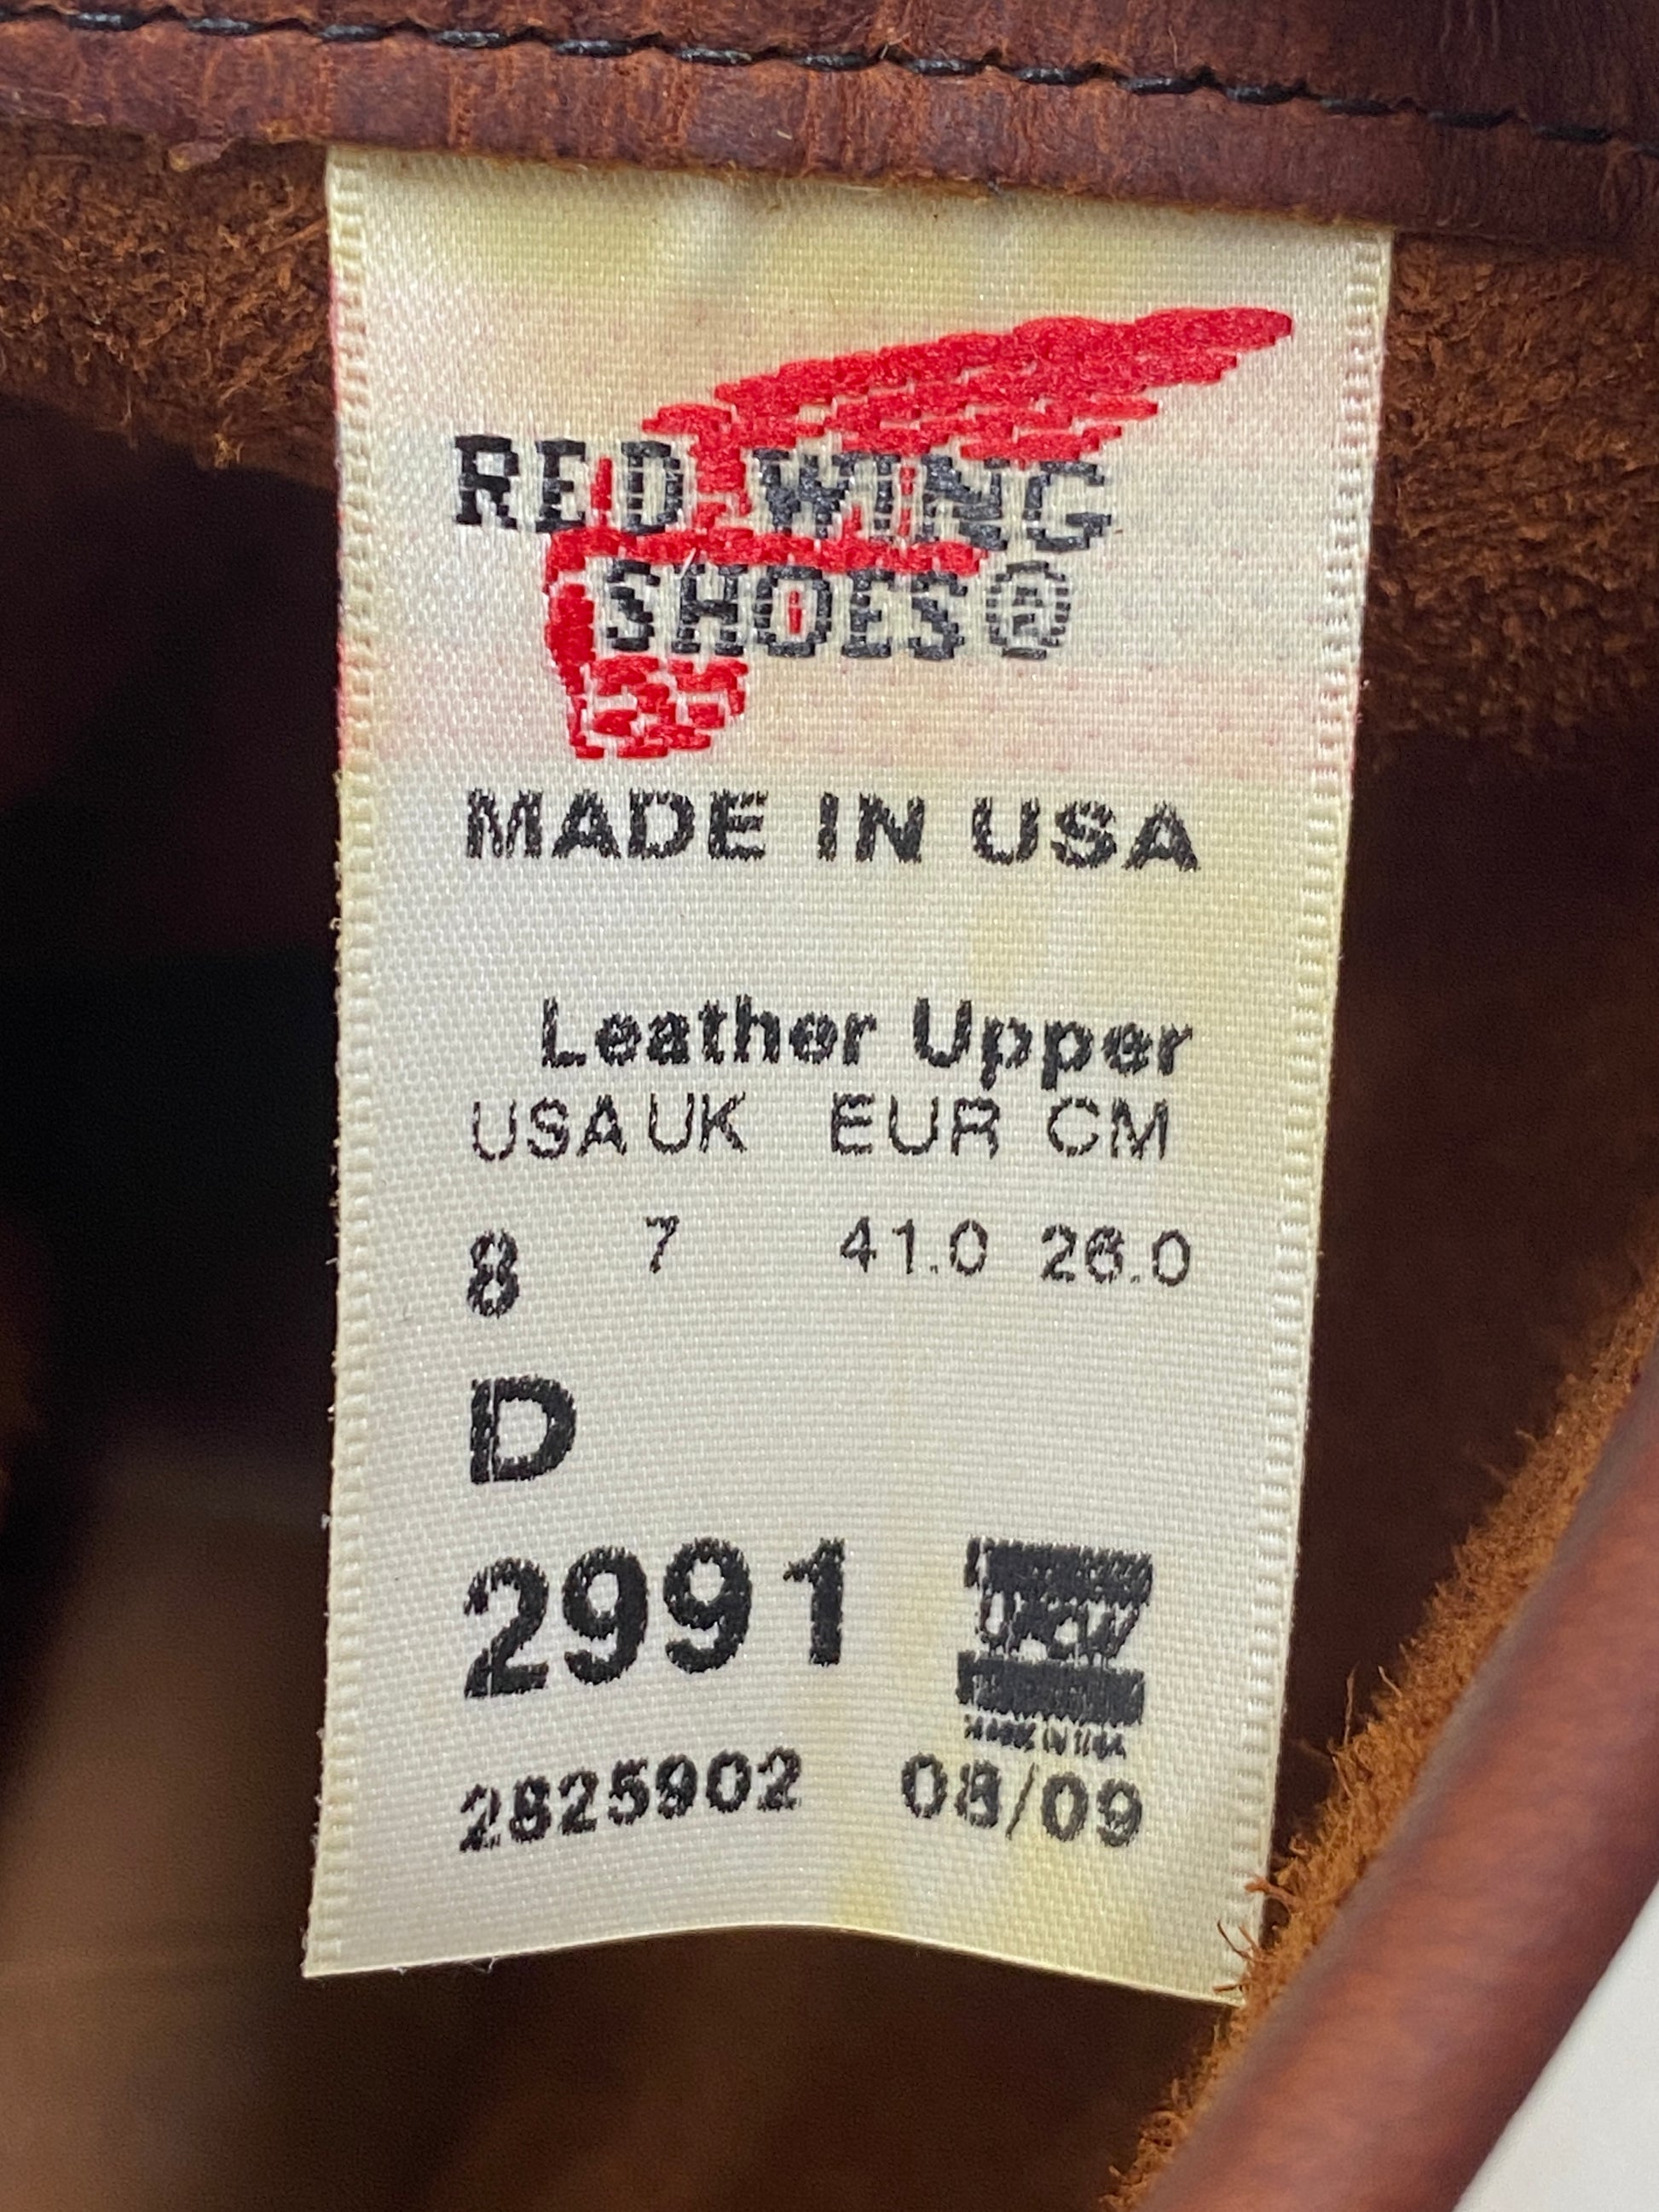 RED WING
SHOES®
MADE IN USA
Leather Upper
USA UK EUR CM
8 7 41.0 26.0
D
2991
UFCW
MADE IN USA
2825902 08/09